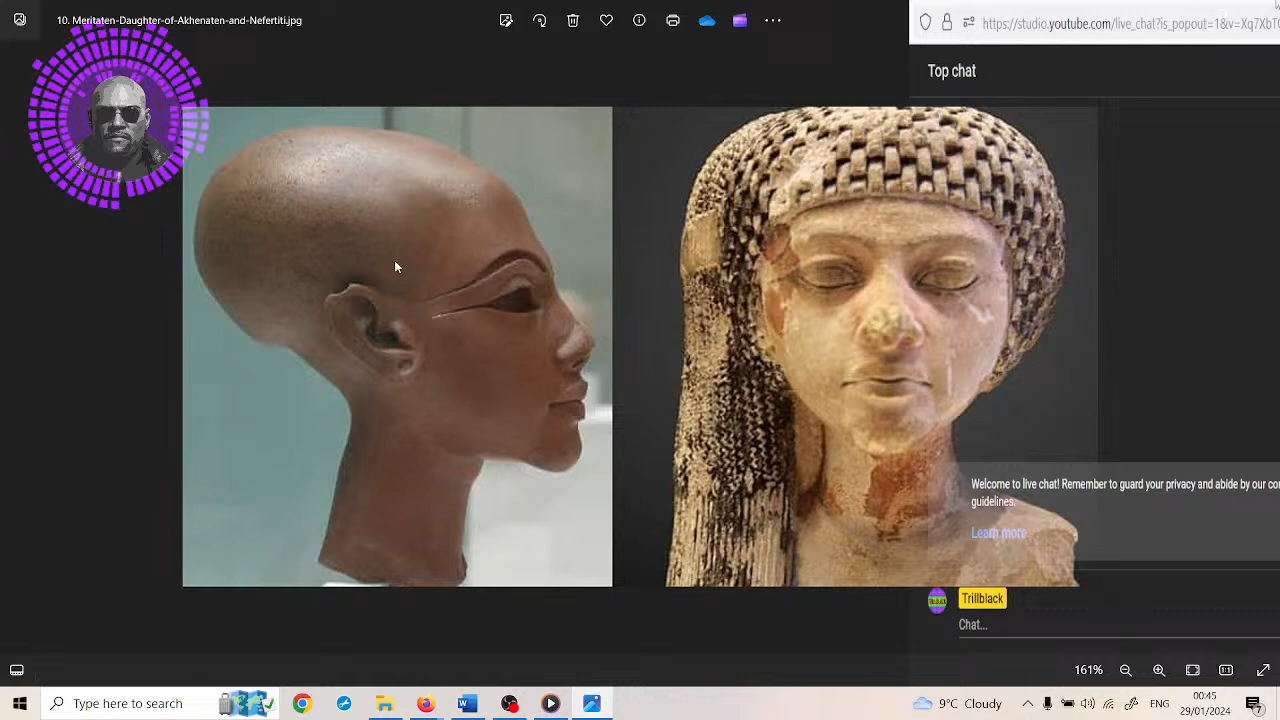 10. Meritaten-Daughter-of-Akhenaten-and-Nefertiti.jpg
https://studio.youtube.com/live_chat?is_popout=1&v=Xq7Xb1
Top chat
Welcome to live chat! Remember to guard your privacy and abide by our co
guidelines.
Learn more
Trillblack
Chat...
161%
Type here to search
9°C Cloudy
00:45
29/01/2024
7